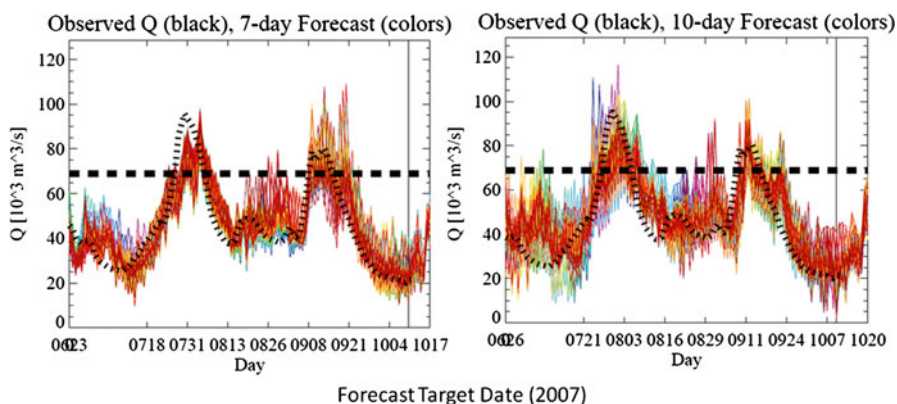 Observed Q (black), 7-day Forecast (colors)
120
100
80
60
40
20
0
Q [10^3 m^3/s]
0718 0731 0813 0826 0908 0921 1004 1017
Day
Observed Q (black), 10-day Forecast (colors)
120
100
80
60
40
20
0
Q [10^3 m^3/s]
0721 0803 0816 0829 0911 0924 1007 1020
Day
Forecast Target Date (2007)